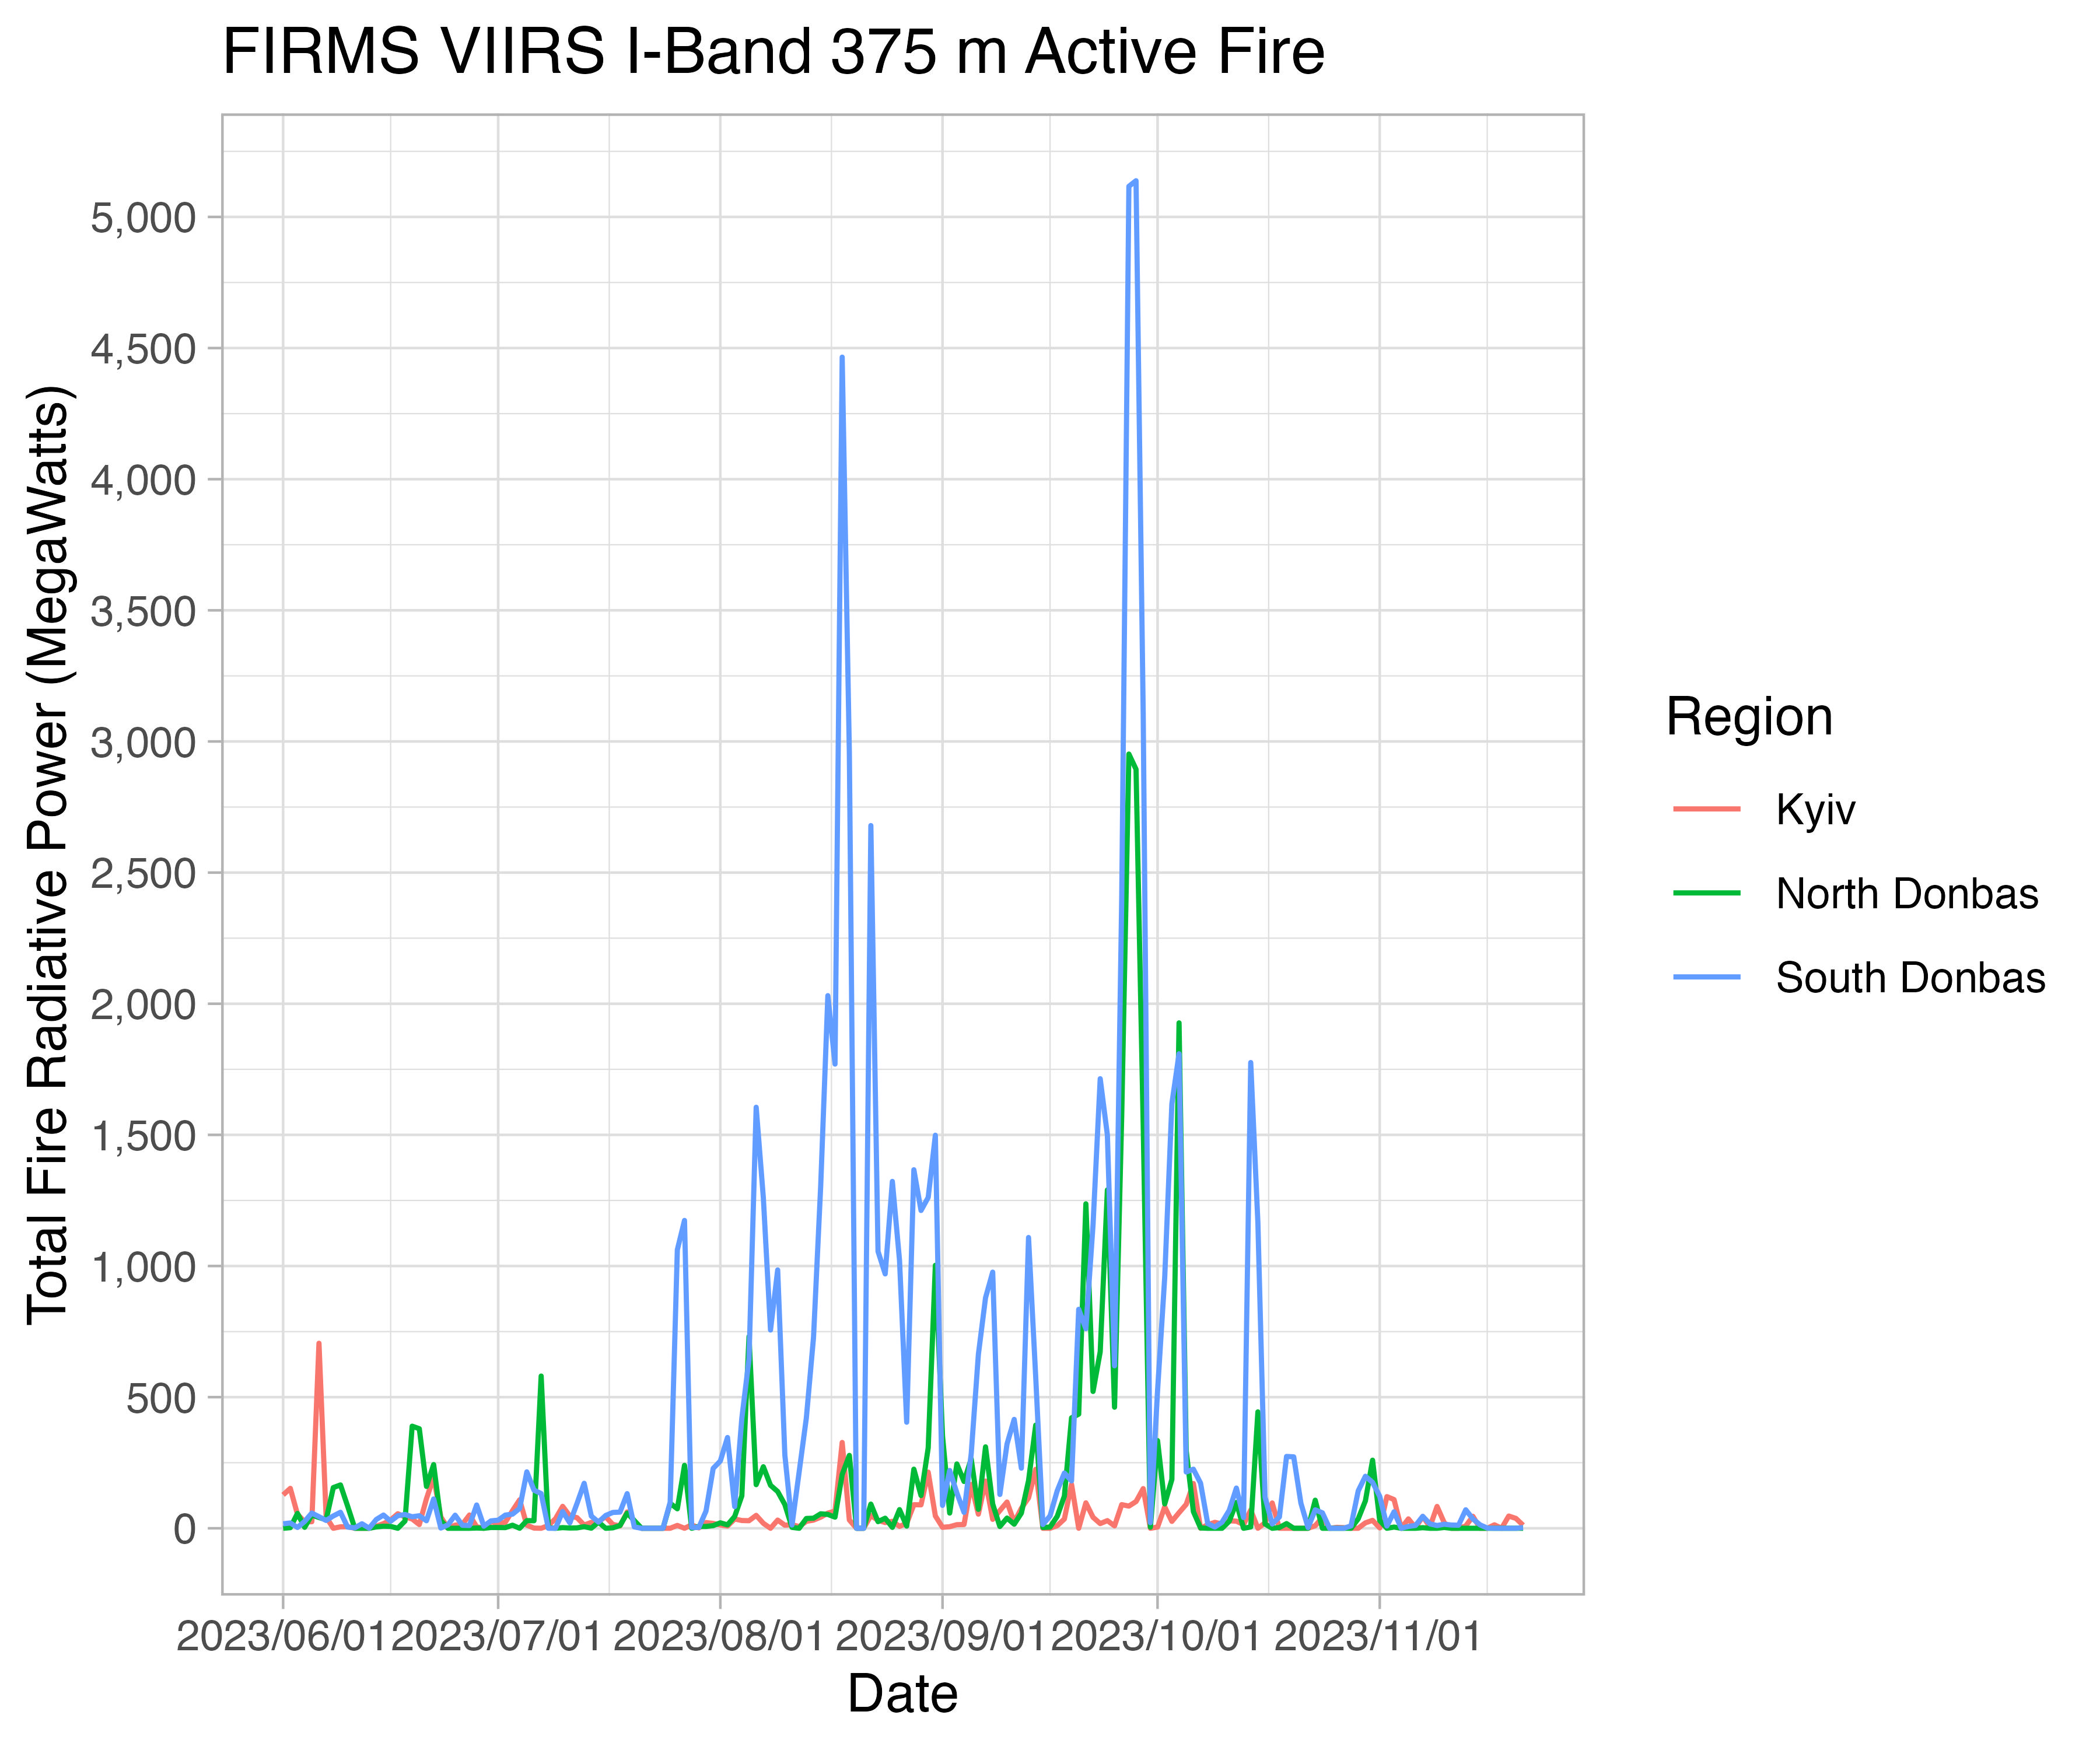 FIRMS VIIRS I-Band 375 m Active Fire
Total Fire Radiative Power (MegaWatts)
5,000
4,500
4,000
3,500
3,000
2,500
2,000
1,500
1,000
500
0
2023/06/01 2023/07/01 2023/08/01 2023/09/01 2023/10/01 2023/11/01
Date
Region
Kyiv
North Donbas
South Donbas